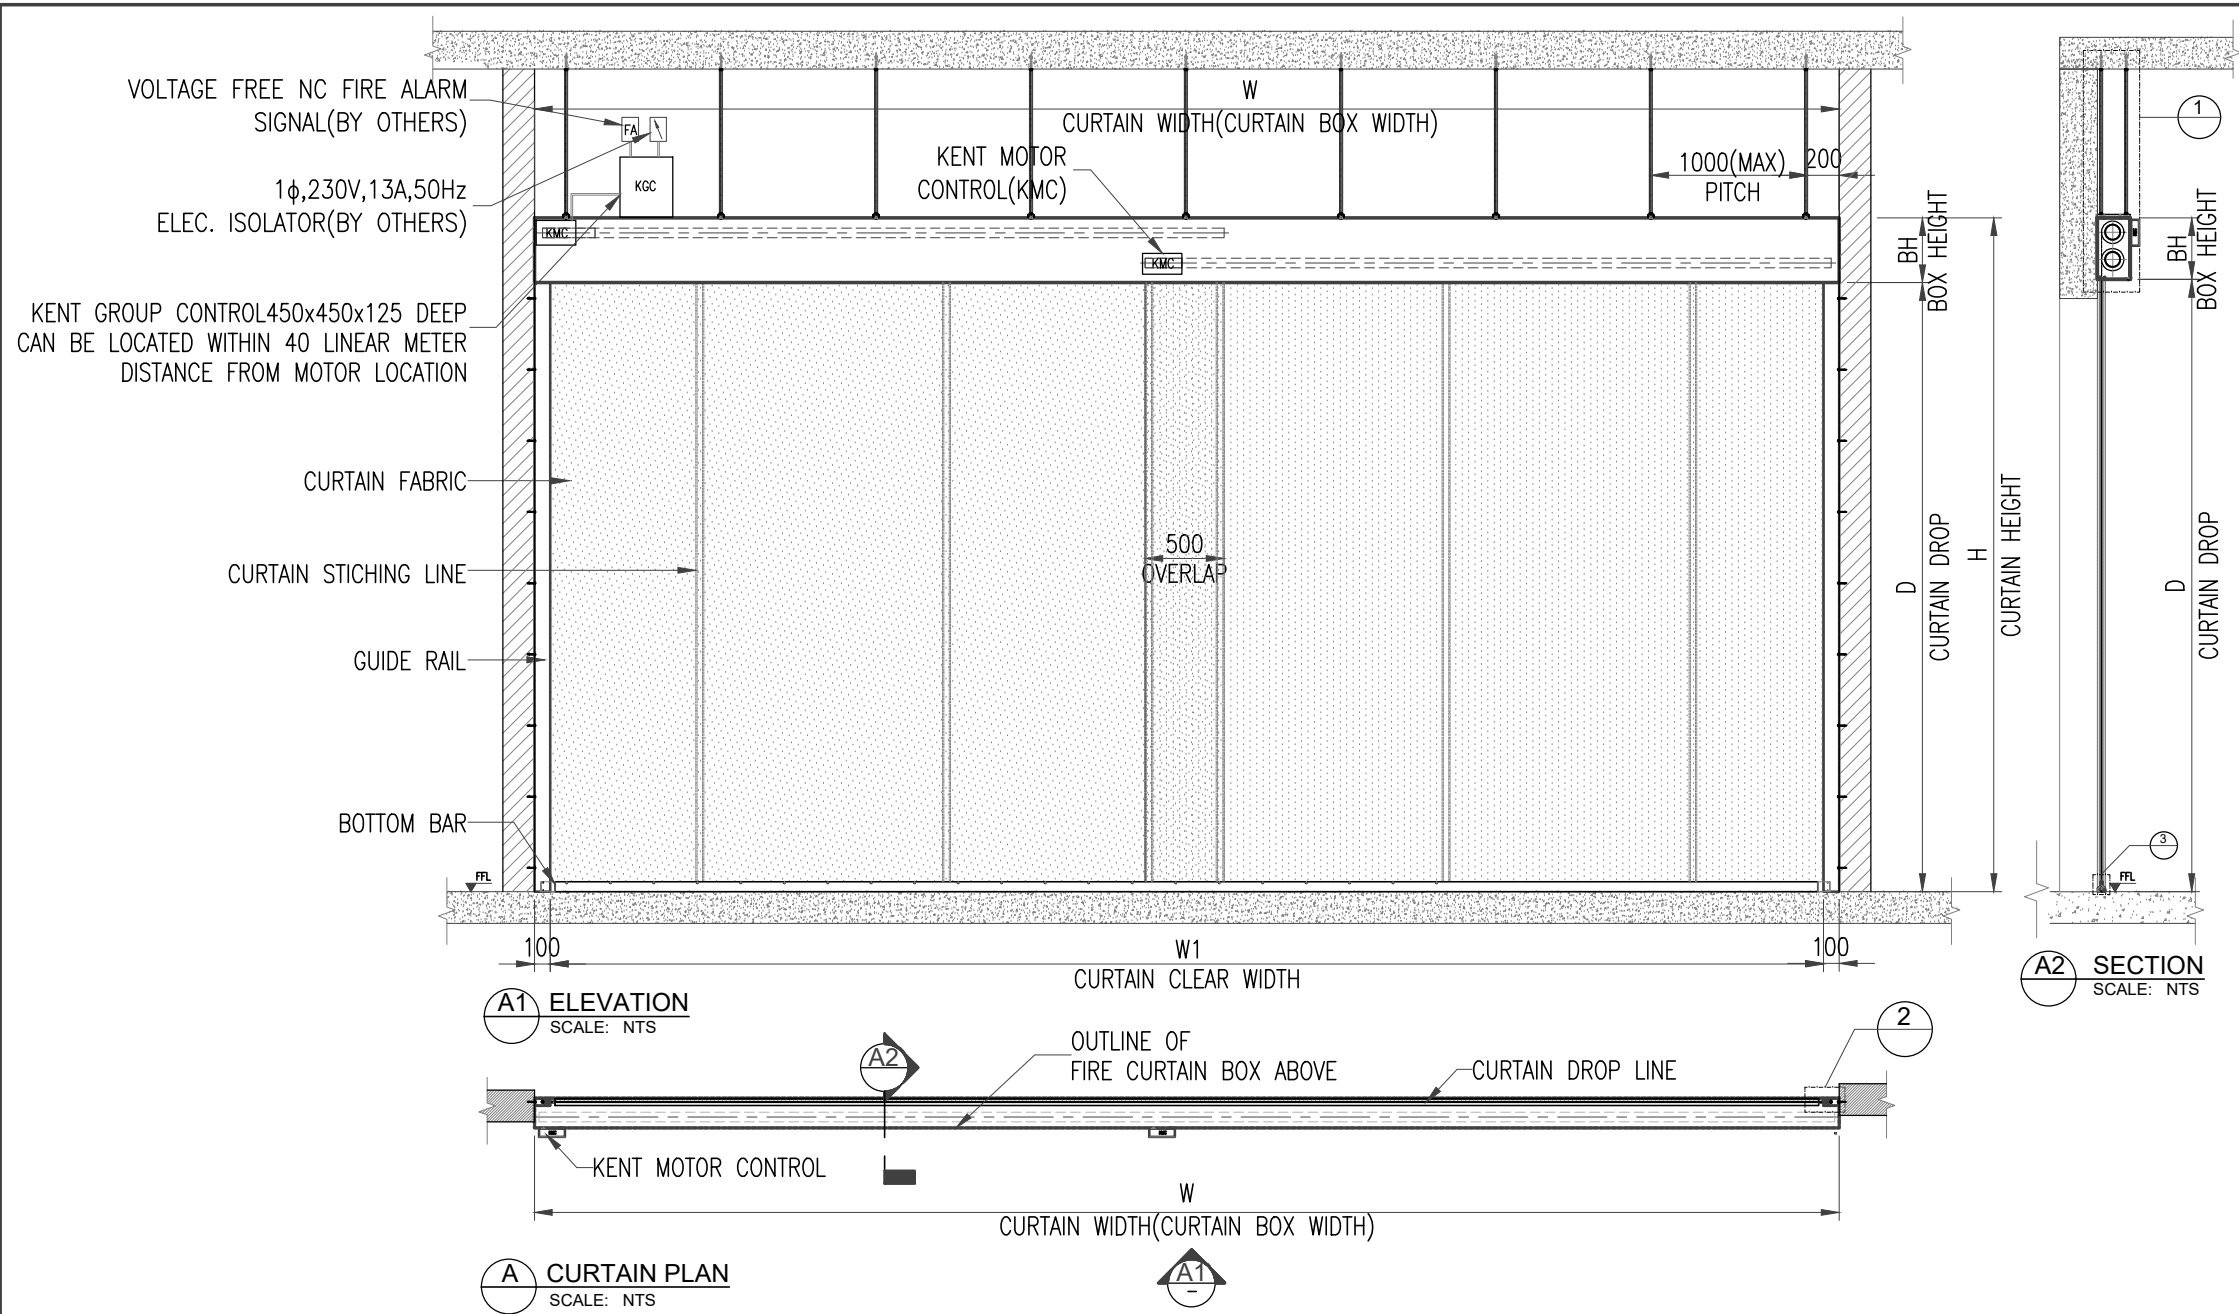 VOLTAGE FREE NC FIRE ALARM
SIGNAL(BY OTHERS)
FA
1ϕ,230V,13A,50Hz
ELEC. ISOLATOR(BY OTHERS)
KGC
KENT GROUP CONTROL450x450x125 DEEP
CAN BE LOCATED WITHIN 40 LINEAR METER
DISTANCE FROM MOTOR LOCATION
W
CURTAIN WIDTH(CURTAIN BOX WIDTH)
KENT MOTOR
CONTROL(KMC)
1000(MAX)
PITCH
200
KMC
KMC
BH
BOX HEIGHT
CURTAIN FABRIC
CURTAIN STICHING LINE
GUIDE RAIL
BOTTOM BAR
500
OVERLAP
D
CURTAIN DROP
H
CURTAIN HEIGHT
FFL
100
W1
CURTAIN CLEAR WIDTH
100
A1
ELEVATION
SCALE: NTS
1
BH
BOX HEIGHT
D
CURTAIN DROP
3
FFL
A2
SECTION
SCALE: NTS
A2
OUTLINE OF
FIRE CURTAIN BOX ABOVE
CURTAIN DROP LINE
2
KENT MOTOR CONTROL
W
CURTAIN WIDTH(CURTAIN BOX WIDTH)
A
CURTAIN PLAN
SCALE: NTS
A1
-